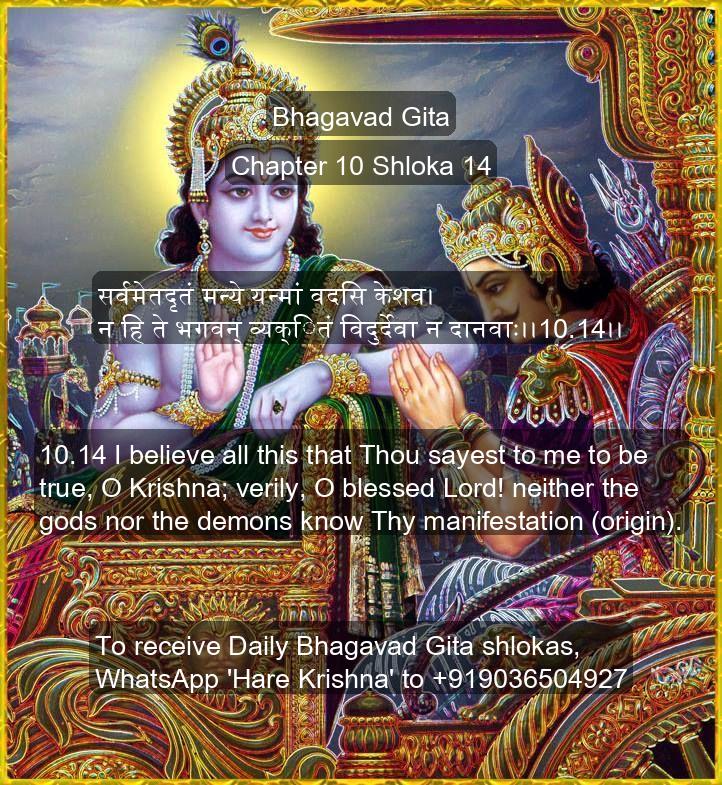 Bhagavad Gita
Chapter 10 Shloka 14
सर्वमेतदृतं मन्ये यन्मां वदसि केशव।
न हि ते भगवन् व्यक्ितं विदुर्देवा न दानवाः।।10.14।।
10.14 I believe all this that Thou sayest to me to be
true, O Krishna; verily, O blessed Lord! neither the
gods nor the demons know Thy manifestation (origin).
To receive Daily Bhagavad Gita shlokas,
WhatsApp 'Hare Krishna' to +919036504927